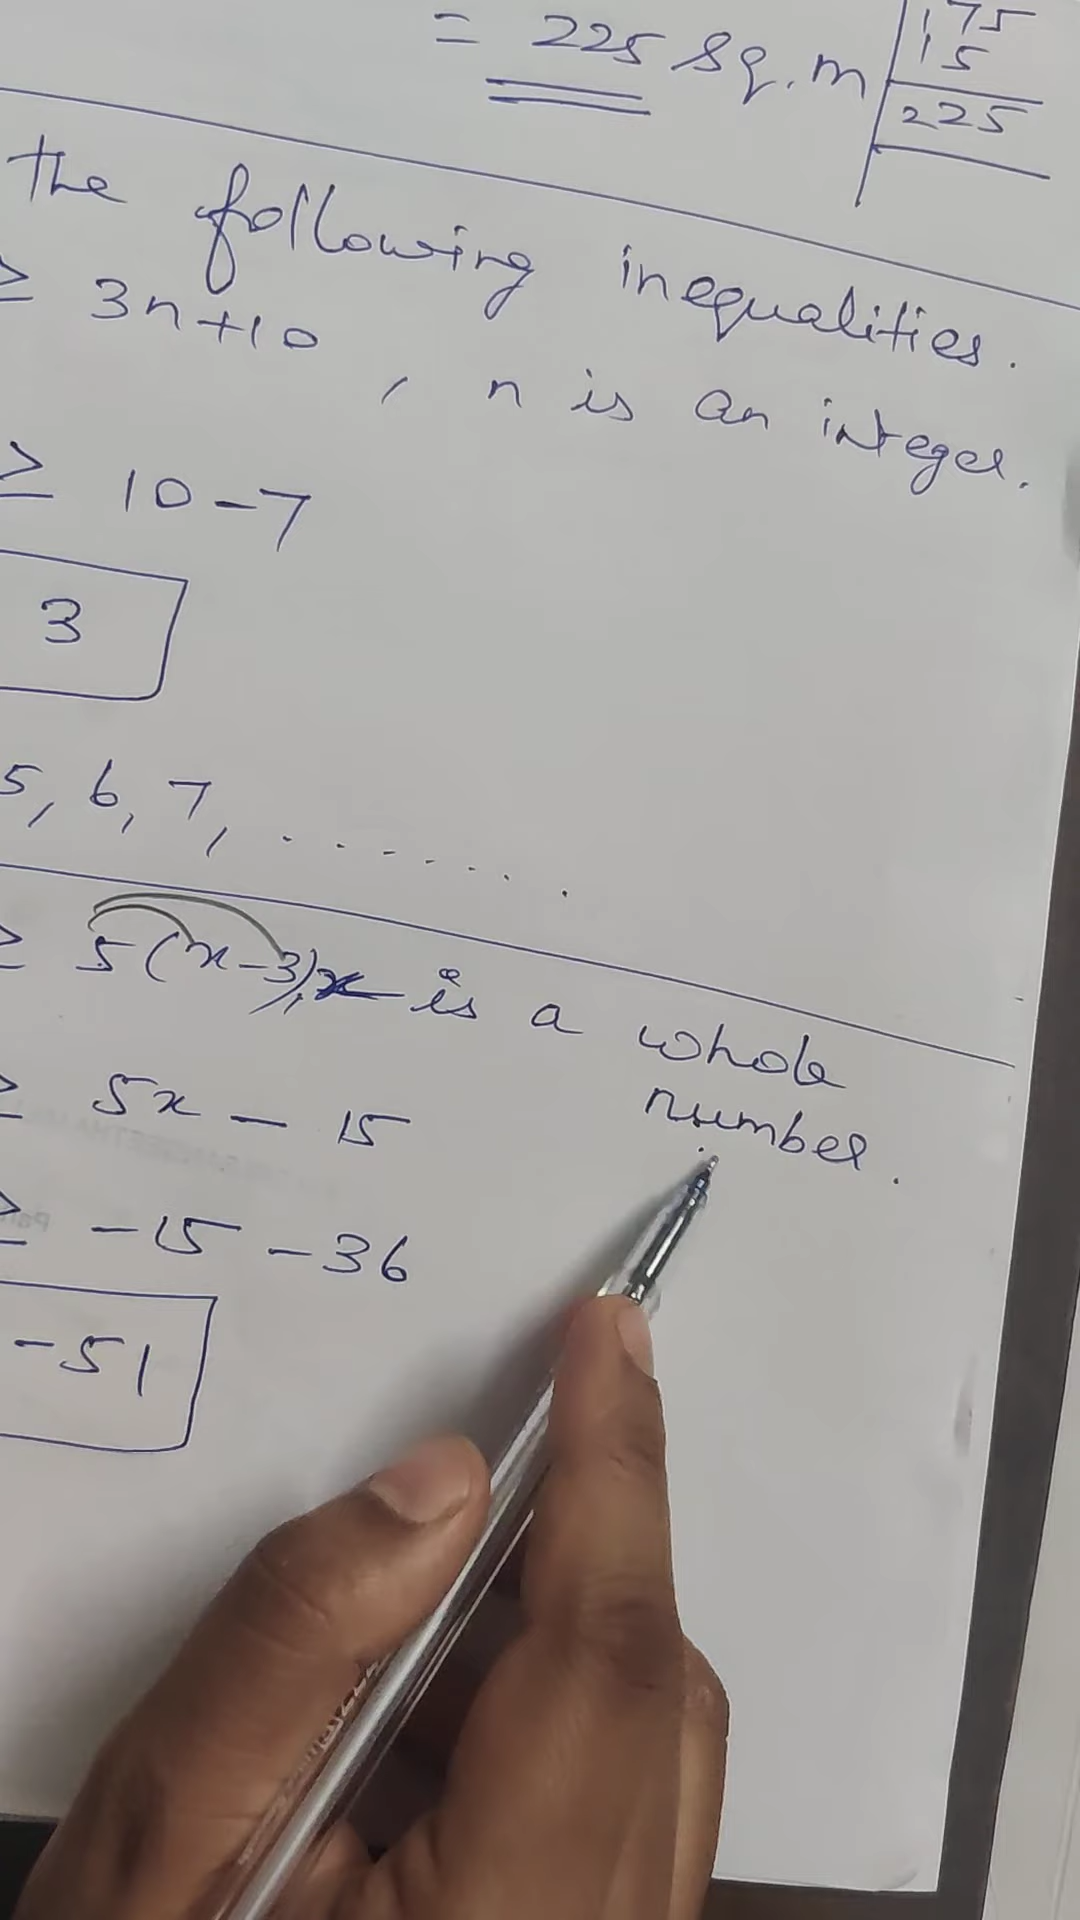 = 225 sq.m
175
15
225
the following inequalities.
≥ 3n+10, n is an integer.
≥ 10-7
3
5, 6, 7, .......
≥ 5(x-3), x is a whole
number.
≥ 5x - 15
≥ -15 -36
-51